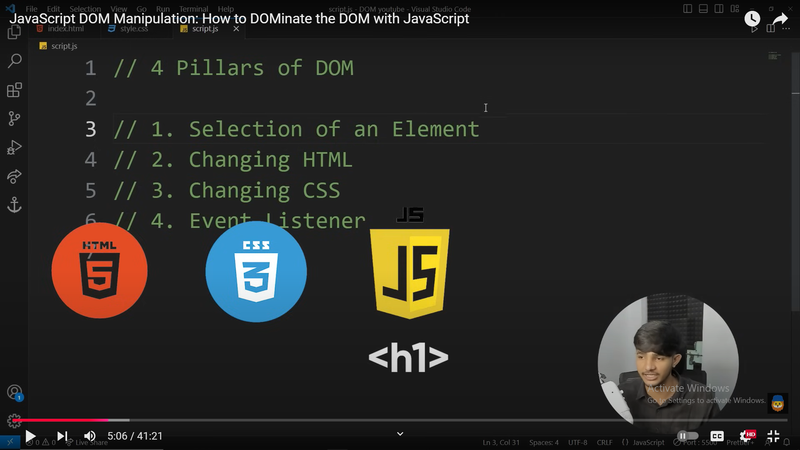 JavaScript DOM Manipulation: How to DOMinate the DOM with JavaScript
File Edit Selection View Go Run Terminal Help
script.js - DOM youtube - Visual Studio Code
index.html style.css script.js
script.js
1 // 4 Pillars of DOM
2
3 // 1. Selection of an Element
4 // 2. Changing HTML
5 // 3. Changing CSS
6 // 4. Event Listener
7
HTML
5
CSS
3
JS
JS
<h1>
Activate Windows
Go to Settings to activate Windows.
5:06 / 41:21
CC
HD
1
0 0 Live Share
Ln 3, Col 31 Spaces: 4 UTF-8 CRLF {} JavaScript Port : 5500 Prettier